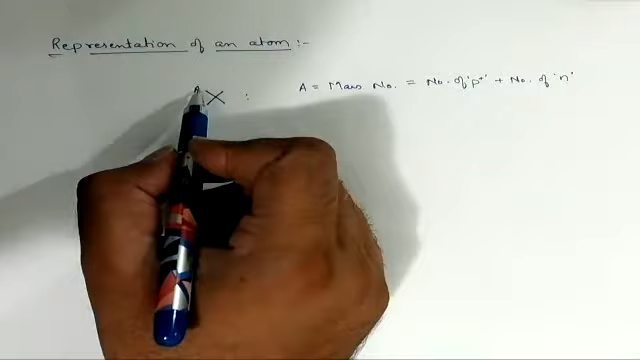 Representation of an atom :-
A X : A = Mass No. = No. of 'p+' + No. of 'n'